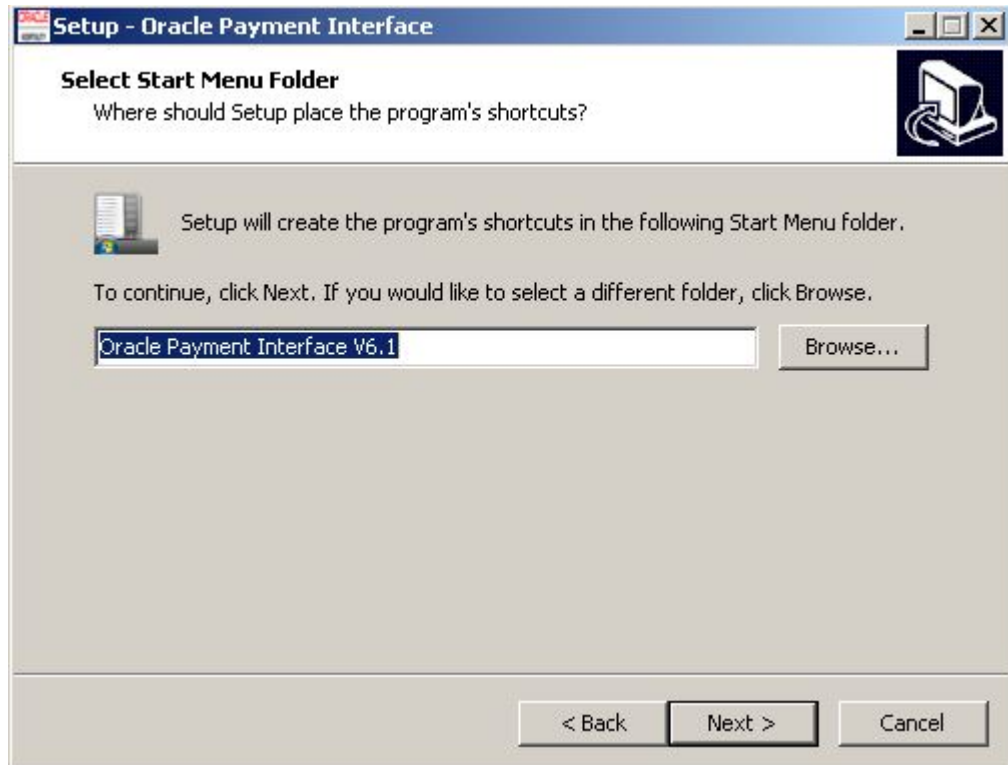 Setup - Oracle Payment Interface
Select Start Menu Folder
Where should Setup place the program's shortcuts?
Setup will create the program's shortcuts in the following Start Menu folder.
To continue, click Next. If you would like to select a different folder, click Browse.
Oracle Payment Interface V6.1
Browse...
< Back
Next >
Cancel